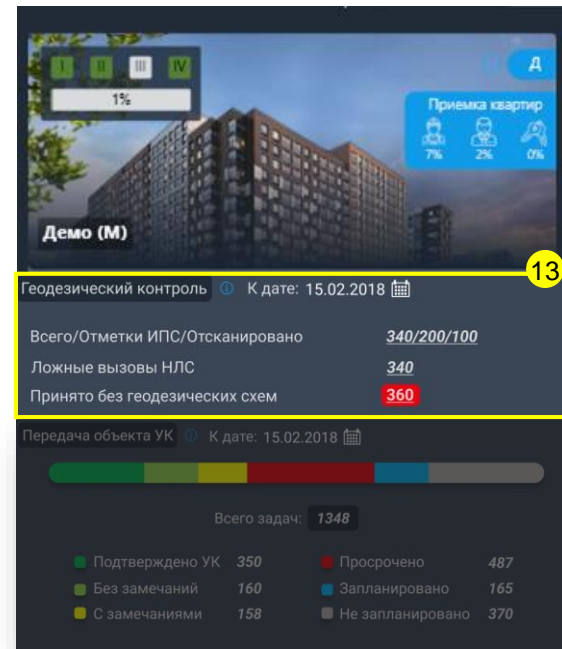 I II III IV
Д
1%
Приемка квартир
7% 2% 0%
Демо (М)
13
Геодезический контроль К дате: 15.02.2018
Всего/Отметки ИПС/Отсканировано 340/200/100
Ложные вызовы НЛС 340
Принято без геодезических схем 360
Передача объекта УК К дате: 15.02.2018
Всего задач: 1348
Подтверждено УК 350 Просрочено 487
Без замечаний 160 Запланировано 165
С замечаниями 158 Не запланировано 370